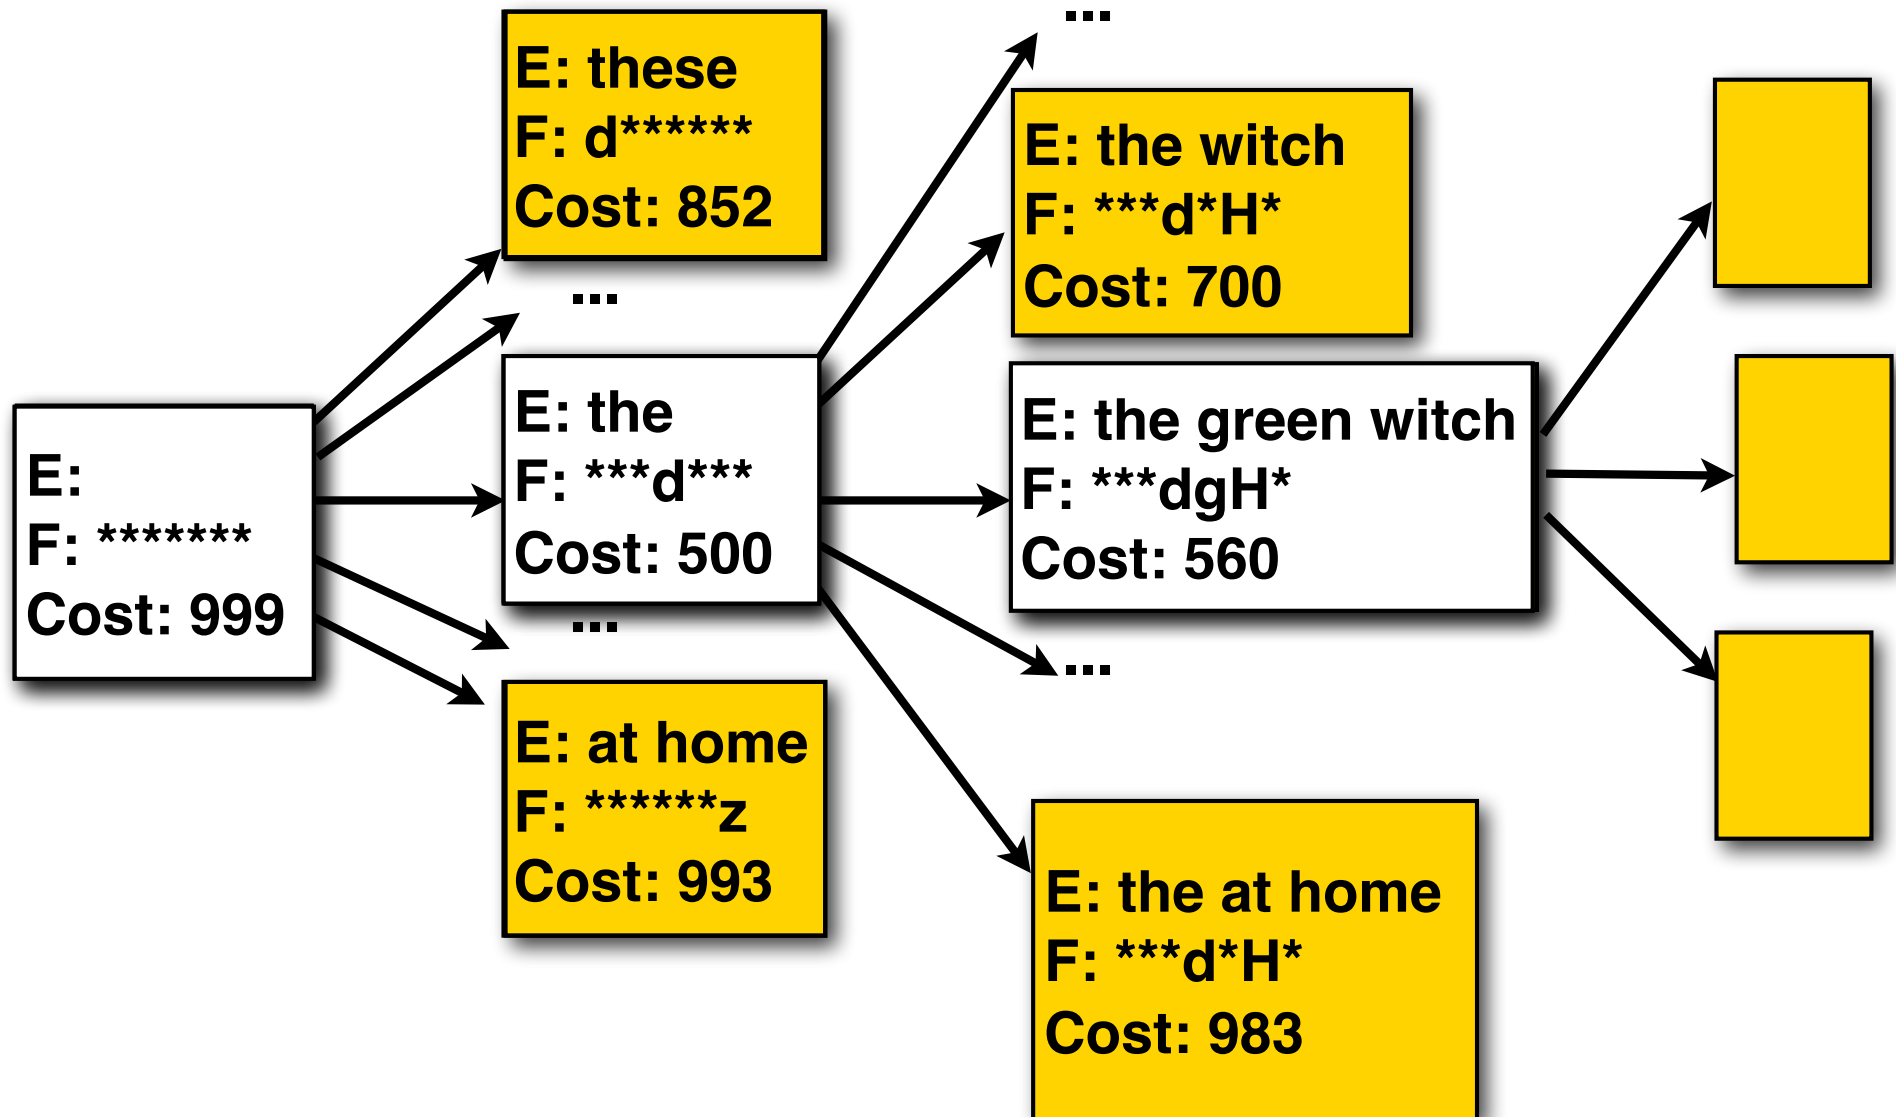 E:
F: *******
Cost: 999
E: these
F: d******
Cost: 852
...
E: the
F: ***d***
Cost: 500
...
E: at home
F: ******z
Cost: 993
...
E: the witch
F: ***d*H*
Cost: 700
E: the green witch
F: ***dgH*
Cost: 560
...
E: the at home
F: ***d*H*
Cost: 983